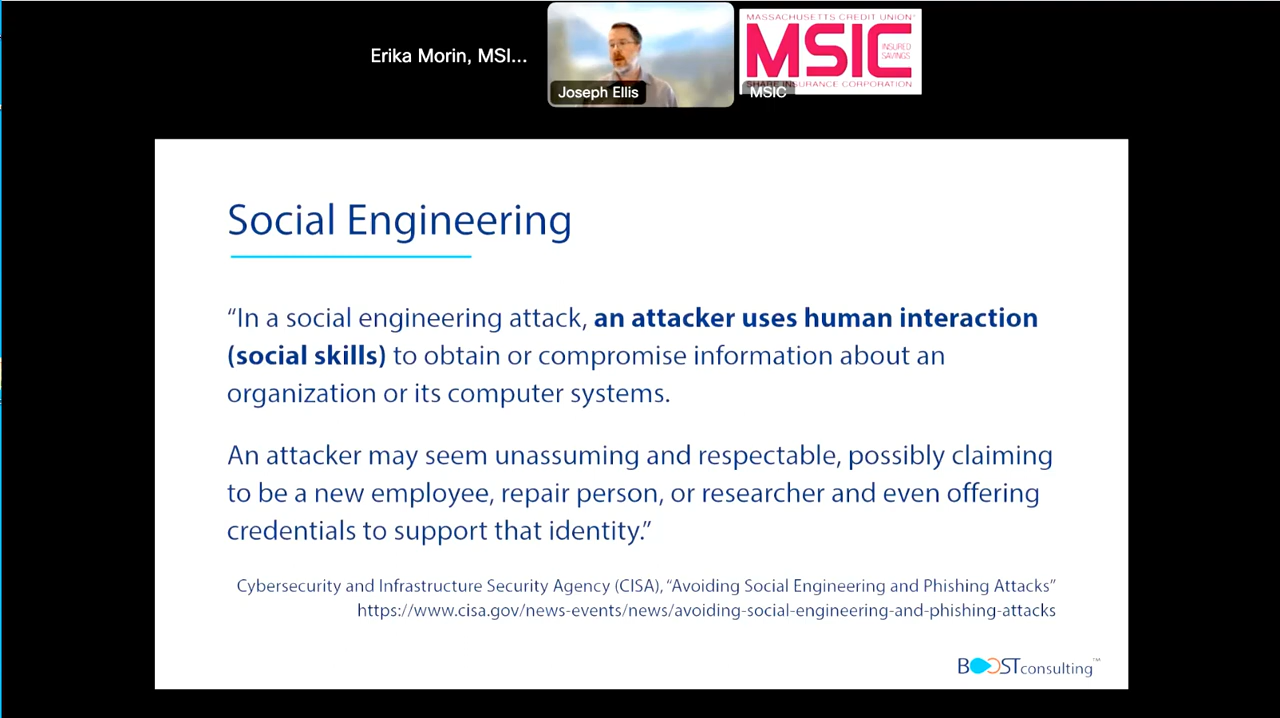 Erika Morin, MSI...
Joseph Ellis
MASSACHUSETTS CREDIT UNION
MSIC
INSURED
SAVINGS
SHARE INSURANCE CORPORATION
MSIC
Social Engineering
“In a social engineering attack, an attacker uses human interaction
(social skills) to obtain or compromise information about an
organization or its computer systems.
An attacker may seem unassuming and respectable, possibly claiming
to be a new employee, repair person, or researcher and even offering
credentials to support that identity.”
Cybersecurity and Infrastructure Security Agency (CISA), “Avoiding Social Engineering and Phishing Attacks”
https://www.cisa.gov/news-events/news/avoiding-social-engineering-and-phishing-attacks
BOOSTconsulting™